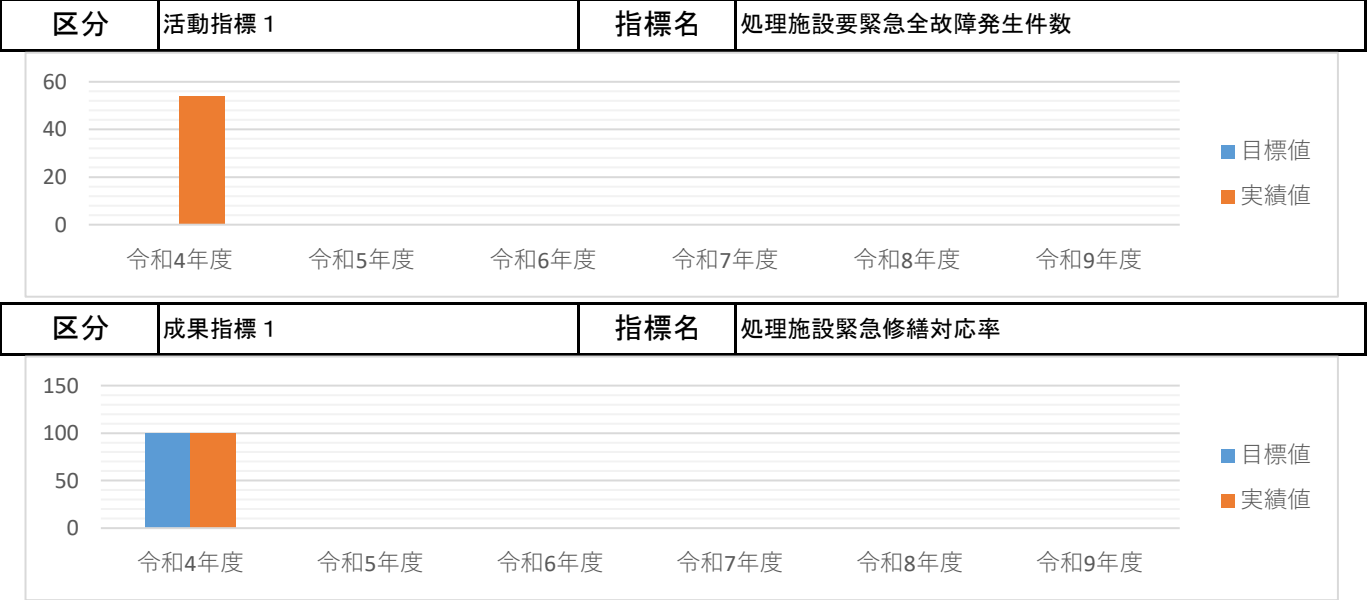 区分 活動指標１ 指標名 処理施設要緊急全故障発生件数
60
40
20
0
令和4年度 令和5年度 令和6年度 令和7年度 令和8年度 令和9年度
目標値
実績値
区分 成果指標１ 指標名 処理施設緊急修繕対応率
150
100
50
0
令和4年度 令和5年度 令和6年度 令和7年度 令和8年度 令和9年度
目標値
実績値